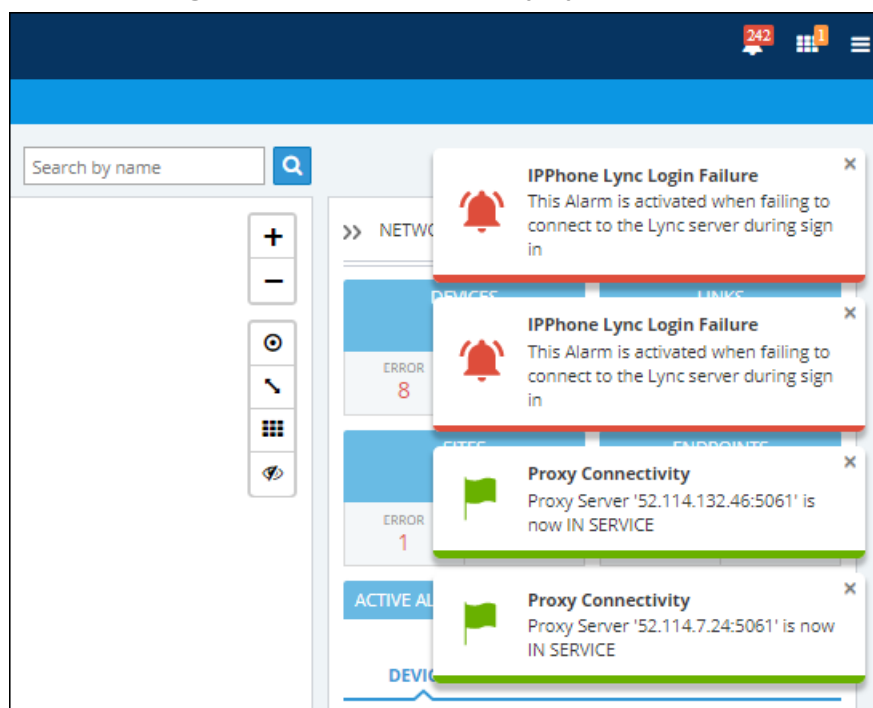 242
1
Search by name
NETWO
DEVICES
LINKS
ERROR
8
SITES
ENDPOINTS
ERROR
1
ACTIVE AL
DEVIC
IPPhone Lync Login Failure
This Alarm is activated when failing to
connect to the Lync server during sign
in
IPPhone Lync Login Failure
This Alarm is activated when failing to
connect to the Lync server during sign
in
Proxy Connectivity
Proxy Server '52.114.132.46:5061' is
now IN SERVICE
Proxy Connectivity
Proxy Server '52.114.7.24:5061' is now
IN SERVICE